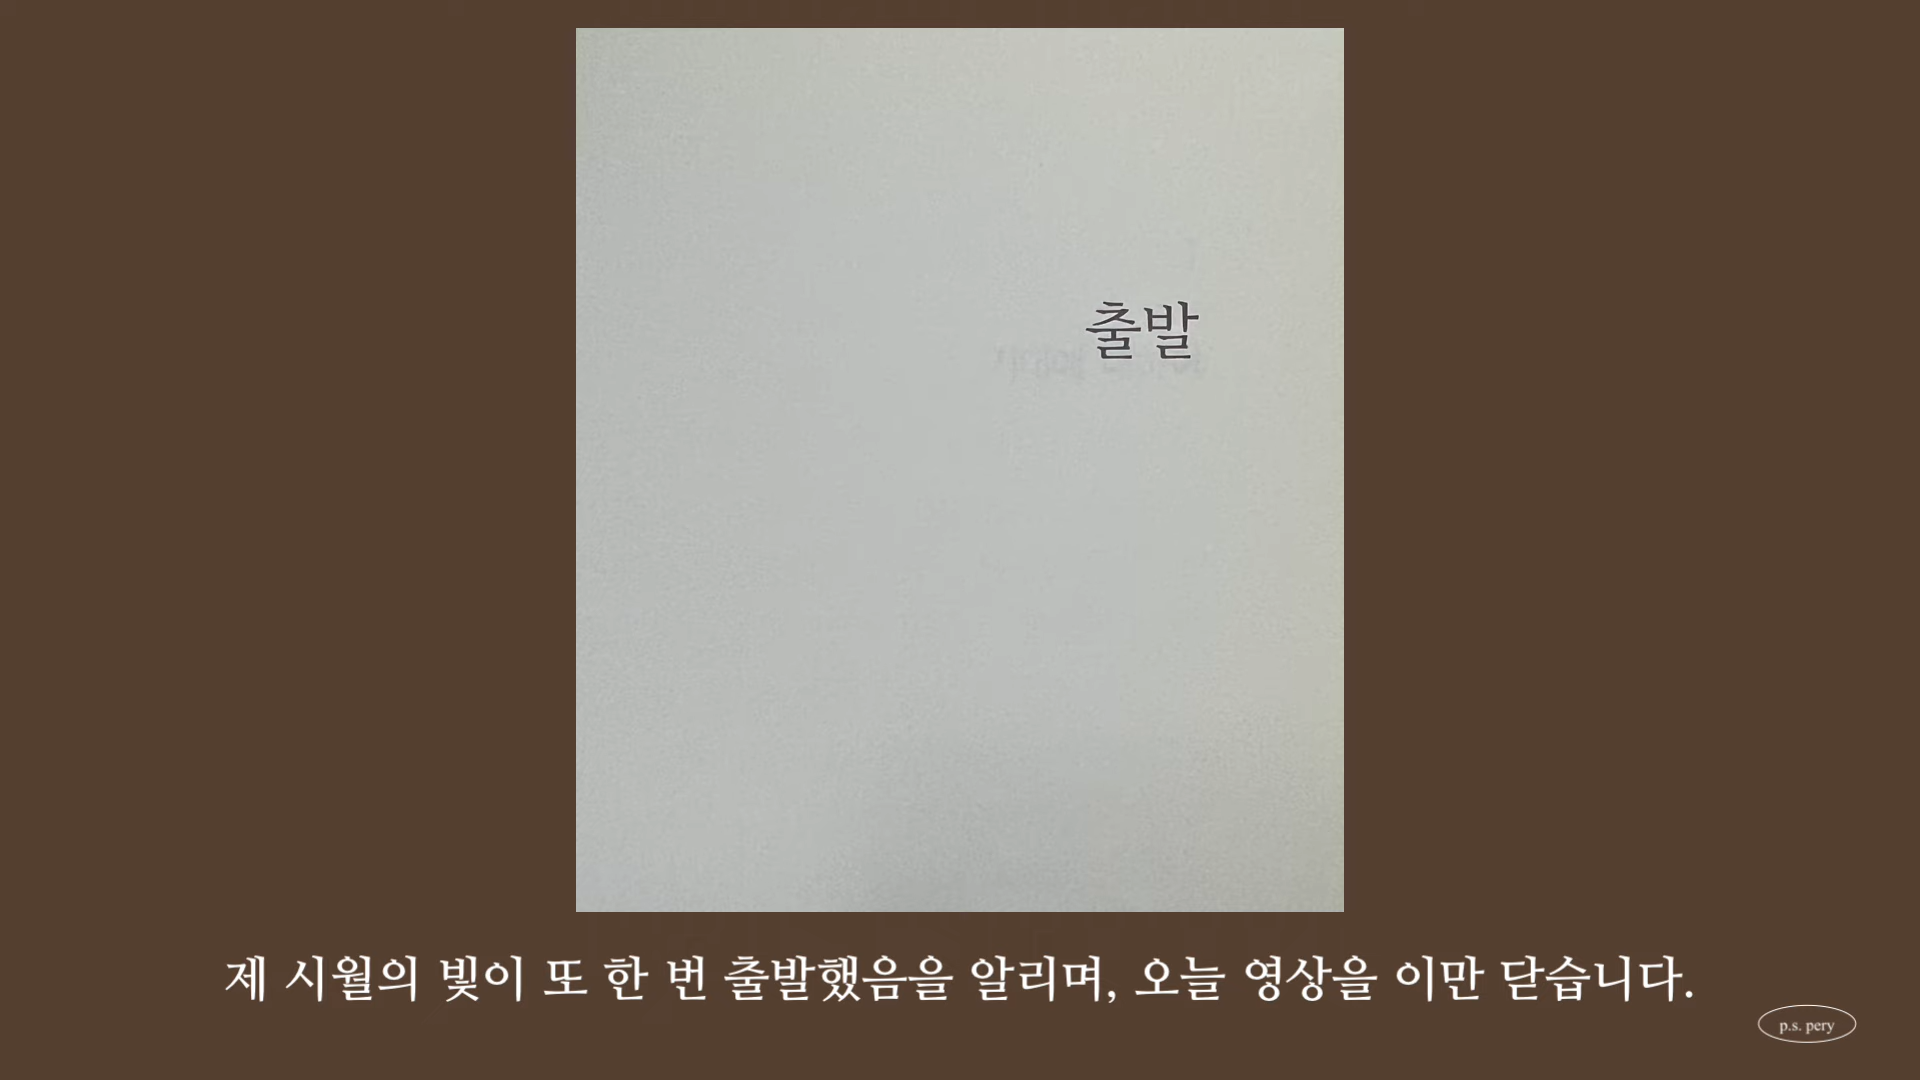 출발
제 시월의 빛이 또 한 번 출발했음을 알리며, 오늘 영상을 이만 닫습니다.
p.s. pery